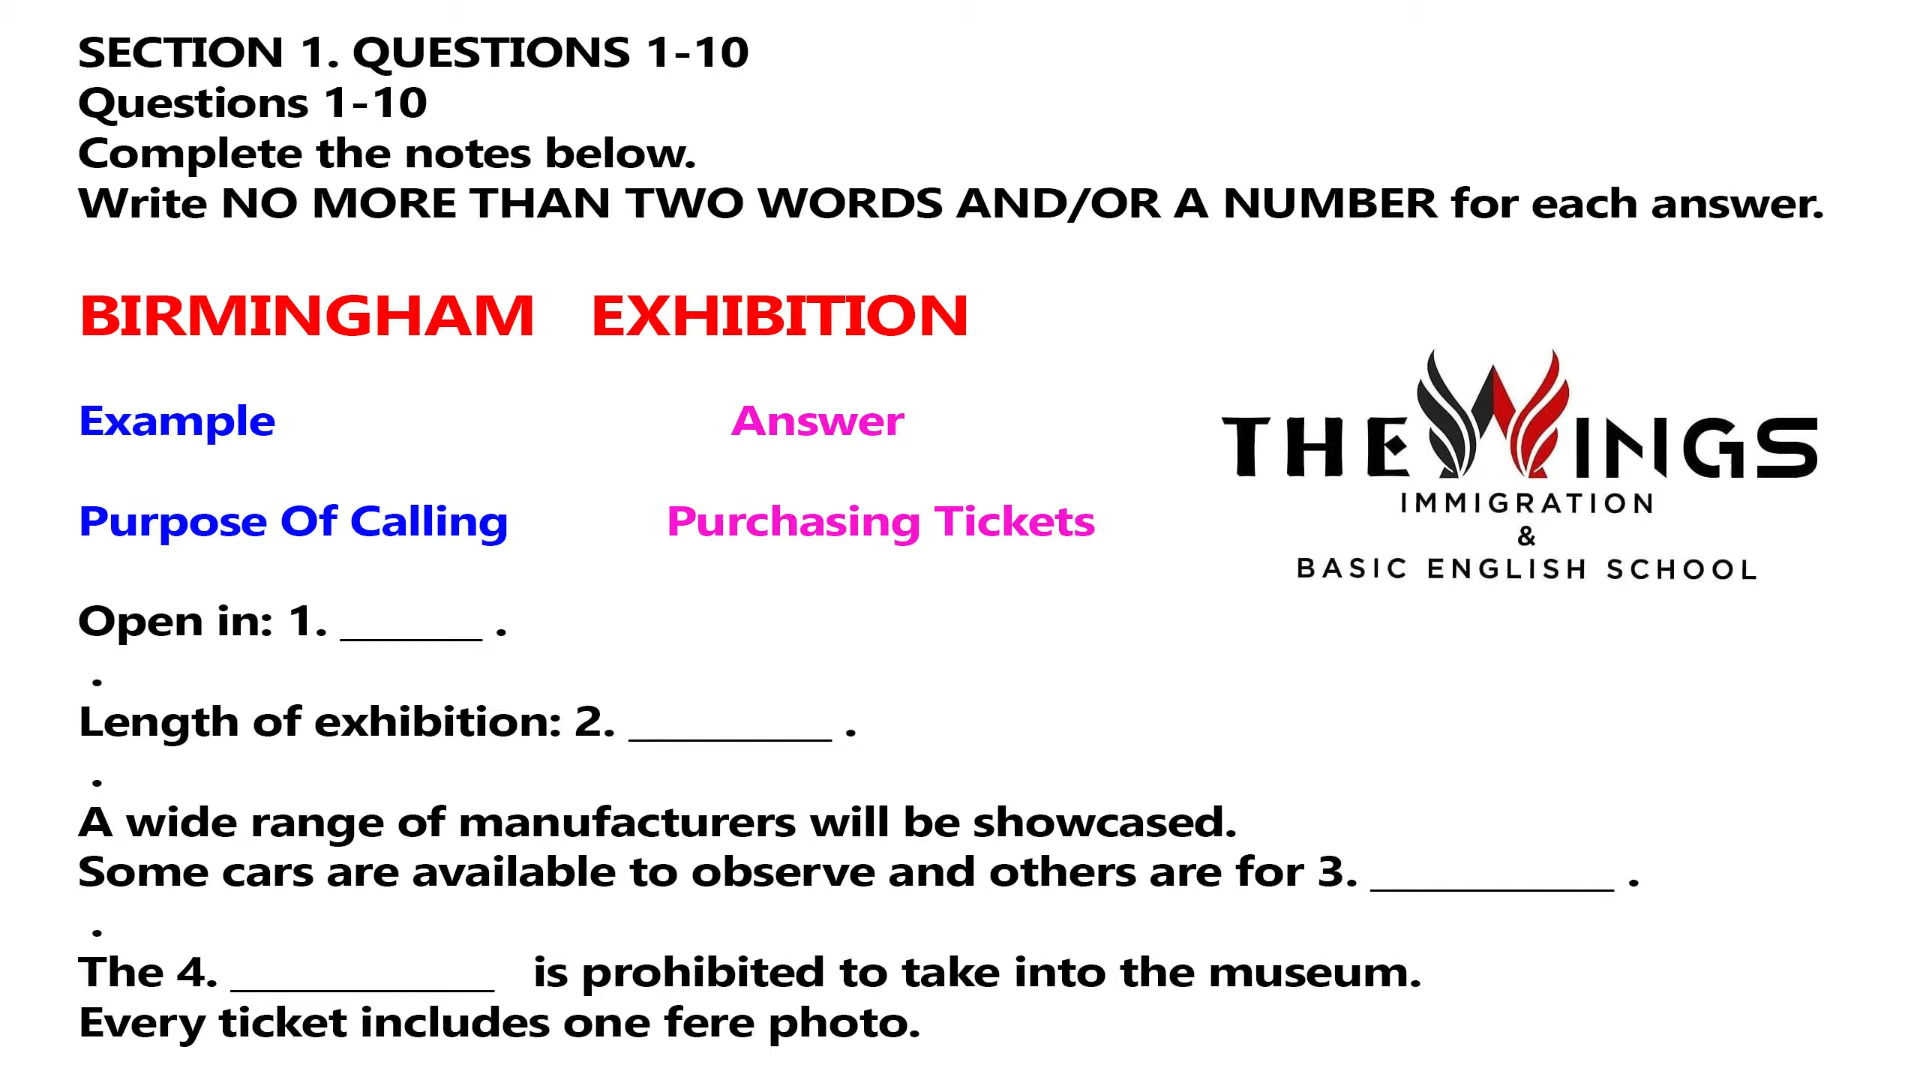 SECTION 1. QUESTIONS 1-10
Questions 1-10
Complete the notes below.
Write NO MORE THAN TWO WORDS AND/OR A NUMBER for each answer.
BIRMINGHAM EXHIBITION
Example Answer
Purpose Of Calling Purchasing Tickets
THE WINGS
IMMIGRATION
&
BASIC ENGLISH SCHOOL
Open in: 1. _______ .
.
Length of exhibition: 2. __________ .
.
A wide range of manufacturers will be showcased.
Some cars are available to observe and others are for 3. ____________ .
.
The 4. _____________ is prohibited to take into the museum.
Every ticket includes one fere photo.